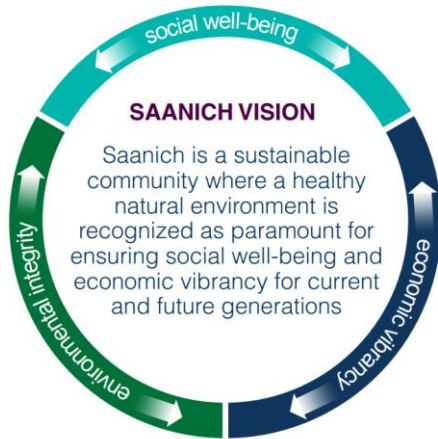 social well-being
SAANICH VISION
Saanich is a sustainable
community where a healthy
natural environment is
recognized as paramount for
ensuring social well-being and
economic vibrancy for current
and future generations
environmental integrity
economic vibrancy